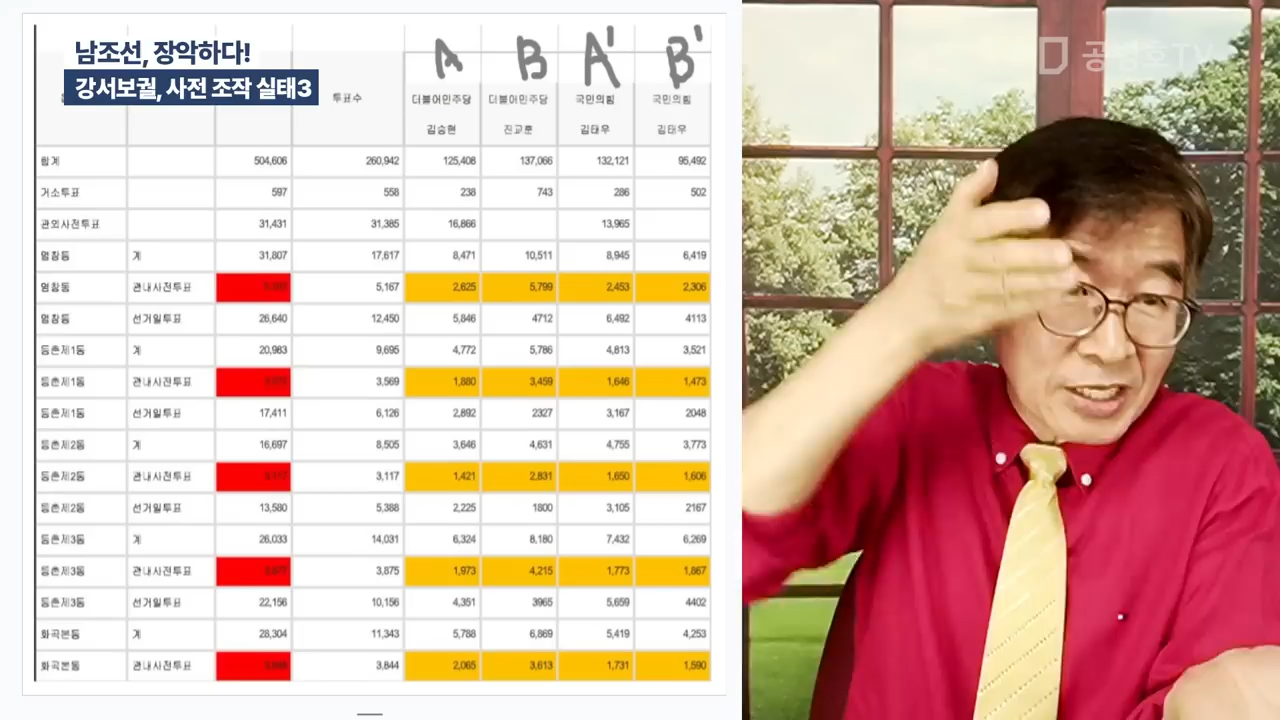 남조선, 장악하다!
강서보궐, 사전 조작 실태3
공병호TV
A B A' B'
투표수 더불어민주당 더불어민주당 국민의힘 국민의힘
김승현 진교훈 김태우 김태우
합계 504,606 260,942 125,408 137,066 132,121 95,492
거소투표 597 558 238 743 286 502
관외사전투표 31,431 31,385 16,866 13,965
염창동 계 31,807 17,617 8,471 10,511 8,945 6,419
염창동 관내사전투표 5,167 2,625 5,799 2,453 2,306
염창동 선거일투표 26,640 12,450 5,846 4712 6,492 4113
등촌제1동 계 20,983 9,695 4,772 5,786 4,813 3,521
등촌제1동 관내사전투표 3,569 1,880 3,459 1,646 1,473
등촌제1동 선거일투표 17,411 6,126 2,892 2327 3,167 2048
등촌제2동 계 16,697 8,505 3,646 4,631 4,755 3,773
등촌제2동 관내사전투표 3,117 1,421 2,831 1,650 1,606
등촌제2동 선거일투표 13,580 5,388 2,225 1800 3,105 2167
등촌제3동 계 26,033 14,031 6,324 8,180 7,432 6,269
등촌제3동 관내사전투표 3,875 1,973 4,215 1,773 1,867
등촌제3동 선거일투표 22,156 10,156 4,351 3965 5,659 4402
화곡본동 계 28,304 11,343 5,788 6,869 5,419 4,253
화곡본동 관내사전투표 3,844 2,065 3,613 1,731 1,590